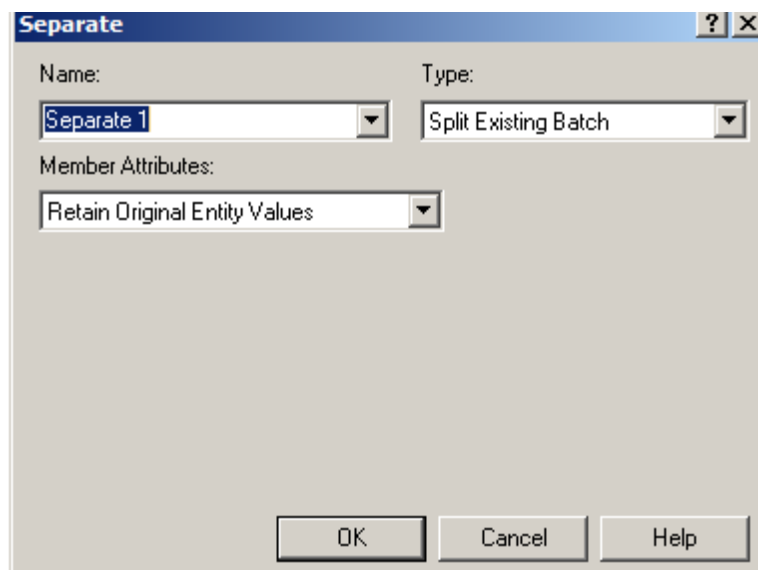 Separate
Name: Type:
Separate 1 Split Existing Batch
Member Attributes:
Retain Original Entity Values
OK Cancel Help